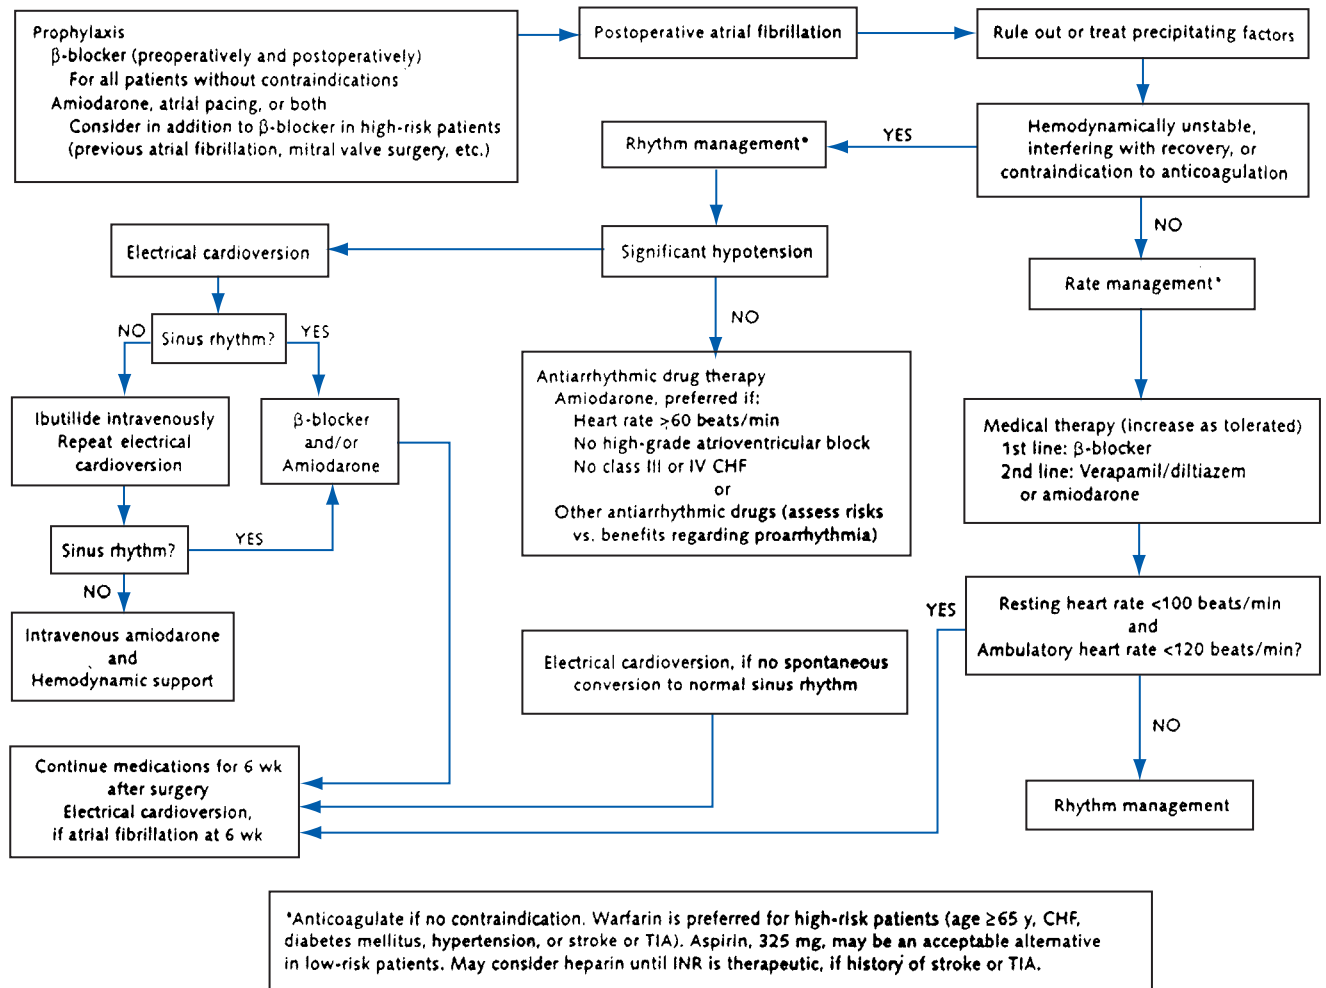 Prophylaxis
β-blocker (preoperatively and postoperatively)
For all patients without contraindications
Amiodarone, atrial pacing, or both
Consider in addition to β-blocker in high-risk patients
(previous atrial fibrillation, mitral valve surgery, etc.)
Postoperative atrial fibrillation
Rule out or treat precipitating factors
Hemodynamically unstable,
interfering with recovery, or
contraindication to anticoagulation
YES
Rhythm management*
NO
Rate management*
Significant hypotension
Electrical cardioversion
Sinus rhythm?
NO
YES
Ibutilide intravenously
Repeat electrical
cardioversion
β-blocker
and/or
Amiodarone
Sinus rhythm?
YES
NO
Intravenous amiodarone
and
Hemodynamic support
NO
Antiarrhythmic drug therapy
Amiodarone, preferred if:
Heart rate >60 beats/min
No high-grade atrioventricular block
No class III or IV CHF
or
Other antiarrhythmic drugs (assess risks
vs. benefits regarding proarrhythmia)
Electrical cardioversion, if no spontaneous
conversion to normal sinus rhythm
Medical therapy (increase as tolerated)
1st line: β-blocker
2nd line: Verapamil/diltiazem
or amiodarone
Resting heart rate <100 beats/min
and
Ambulatory heart rate <120 beats/min?
YES
NO
Rhythm management
Continue medications for 6 wk
after surgery
Electrical cardioversion,
if atrial fibrillation at 6 wk
*Anticoagulate if no contraindication. Warfarin is preferred for high-risk patients (age ≥65 y, CHF,
diabetes mellitus, hypertension, or stroke or TIA). Aspirin, 325 mg, may be an acceptable alternative
in low-risk patients. May consider heparin until INR is therapeutic, if history of stroke or TIA.